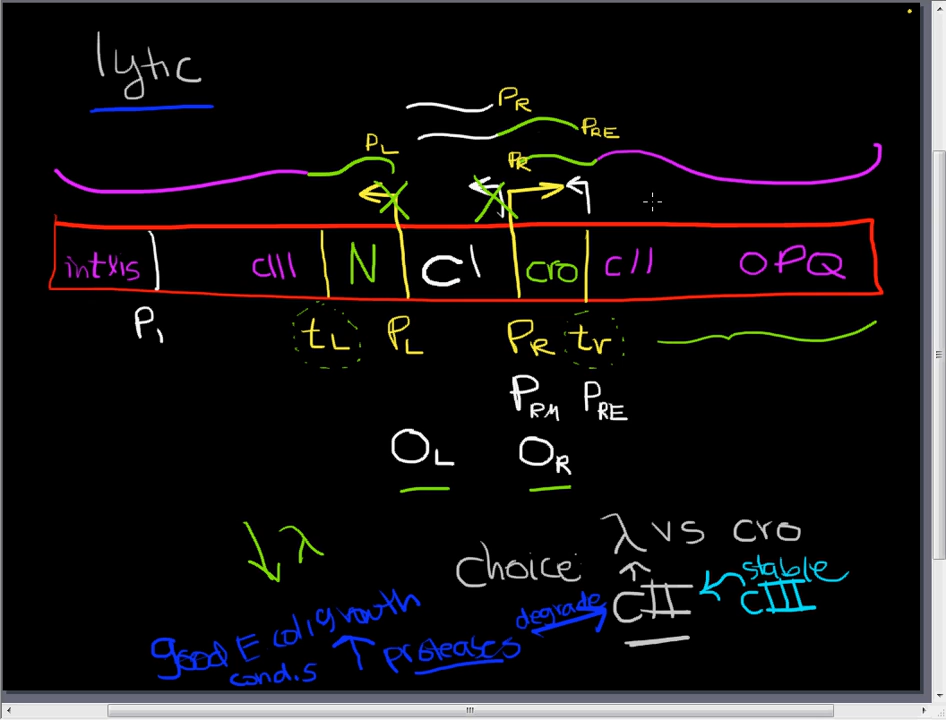 lytic
PR
PRE
PL
PR
int xis cIII N CI cro cII OPQ
P1 tL PL PR tr
PRM PRE
OL OR
↓λ
λ vs cro
choice ↑
stable
CII cIII
degrade
good E coli growth
condis ↑ proteases